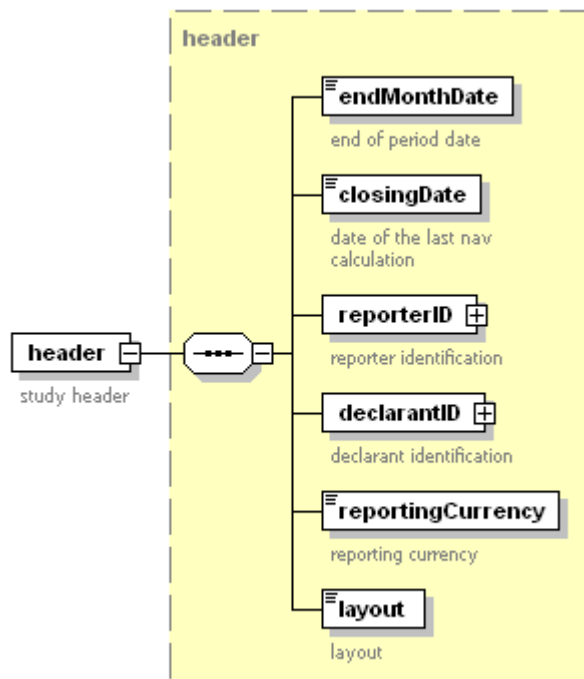 header
endMonthDate
end of period date
closingDate
date of the last nav
calculation
reporterID
reporter identification
header
study header
declarantID
declarant identification
reportingCurrency
reporting currency
layout
layout